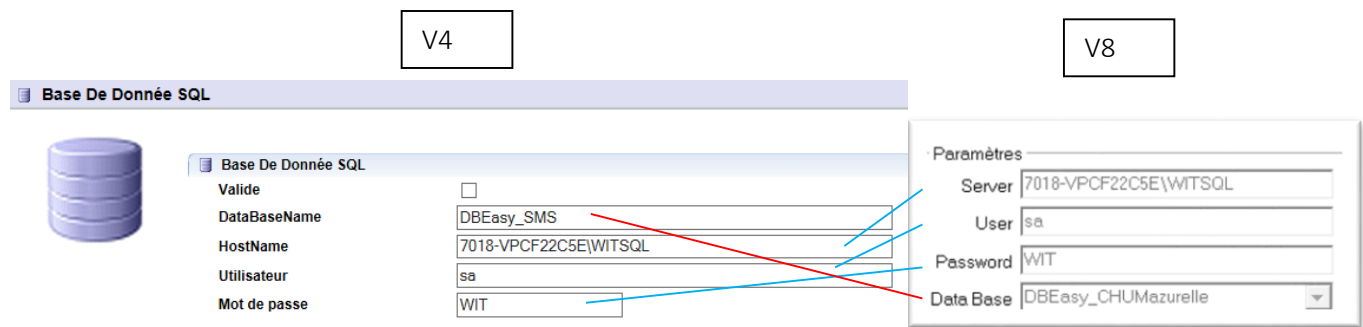 V4
V8
Base De Donnée SQL
Base De Donnée SQL
Valide
DataBaseName DBEasy_SMS
HostName 7018-VPCF22C5E\WITSQL
Utilisateur sa
Mot de passe WIT
Paramètres
Server 7018-VPCF22C5E\WITSQL
User sa
Password WIT
Data Base DBEasy_CHUMazurelle